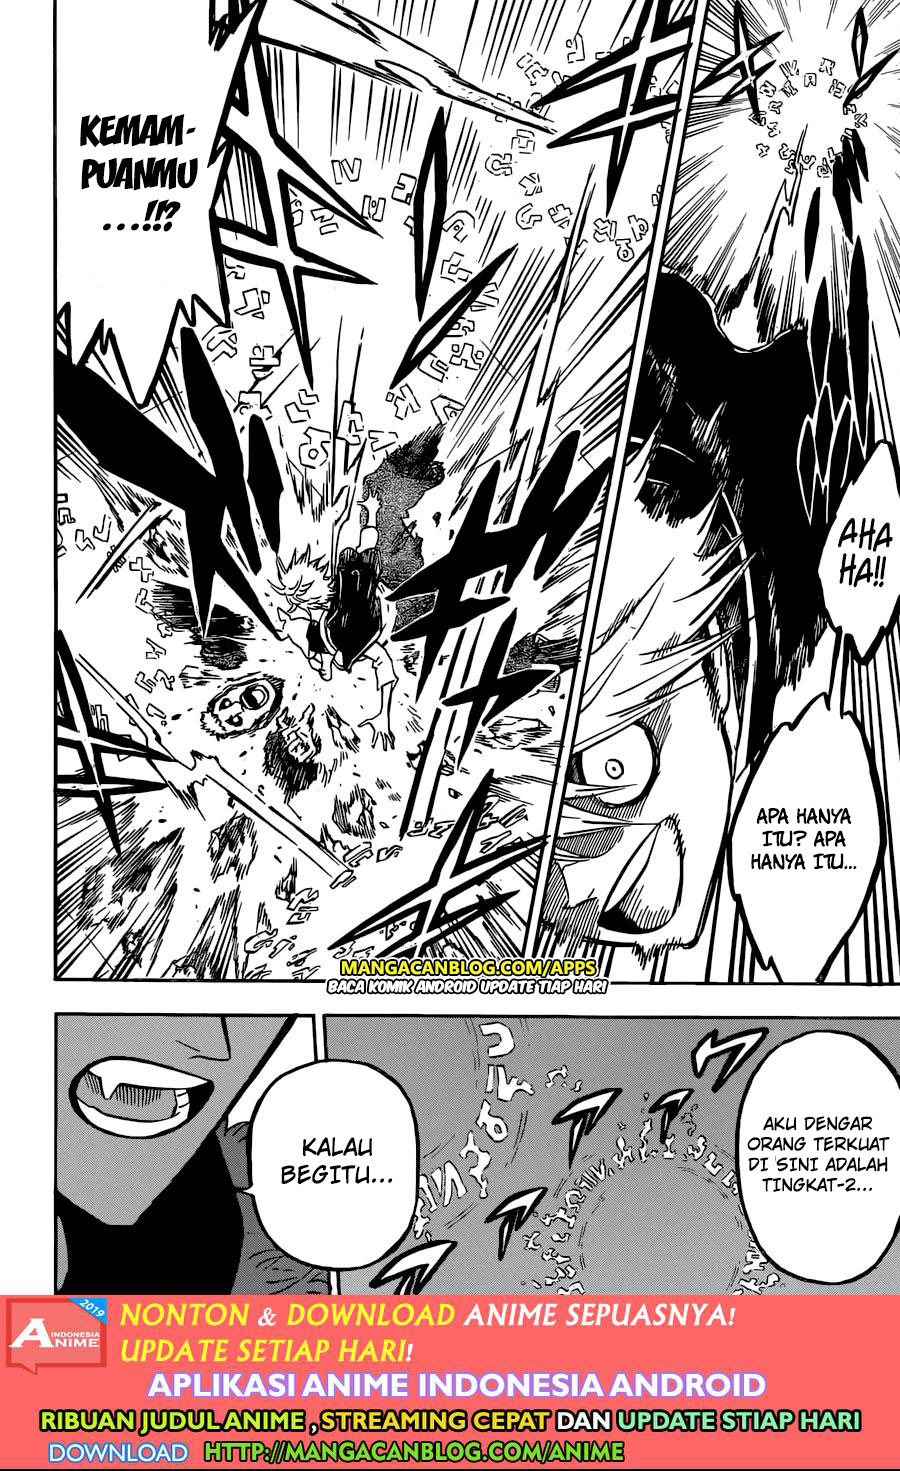 AHA
HA!!
APA HANYA
ITU? APA
HANYA ITU...
KEMAM-
PUANMU
...!!!?
MANGACANBLOG.COM/APPS
BACA KOMIK ANDROID UPDATE TIAP HARI
AKU DENGAR
ORANG TERKUAT
DI SINI ADALAH
TINGKAT-2...
KALAU
BEGITU...
2019
INDONESIA
ANIME
NONTON & DOWNLOAD ANIME SEPUASNYA!
UPDATE SETIAP HARI!
APLIKASI ANIME INDONESIA ANDROID
RIBUAN JUDUL ANIME , STREAMING CEPAT DAN UPDATE STIAP HARI
DOWNLOAD HTTP://MANGACANBLOG.COM/ANIME